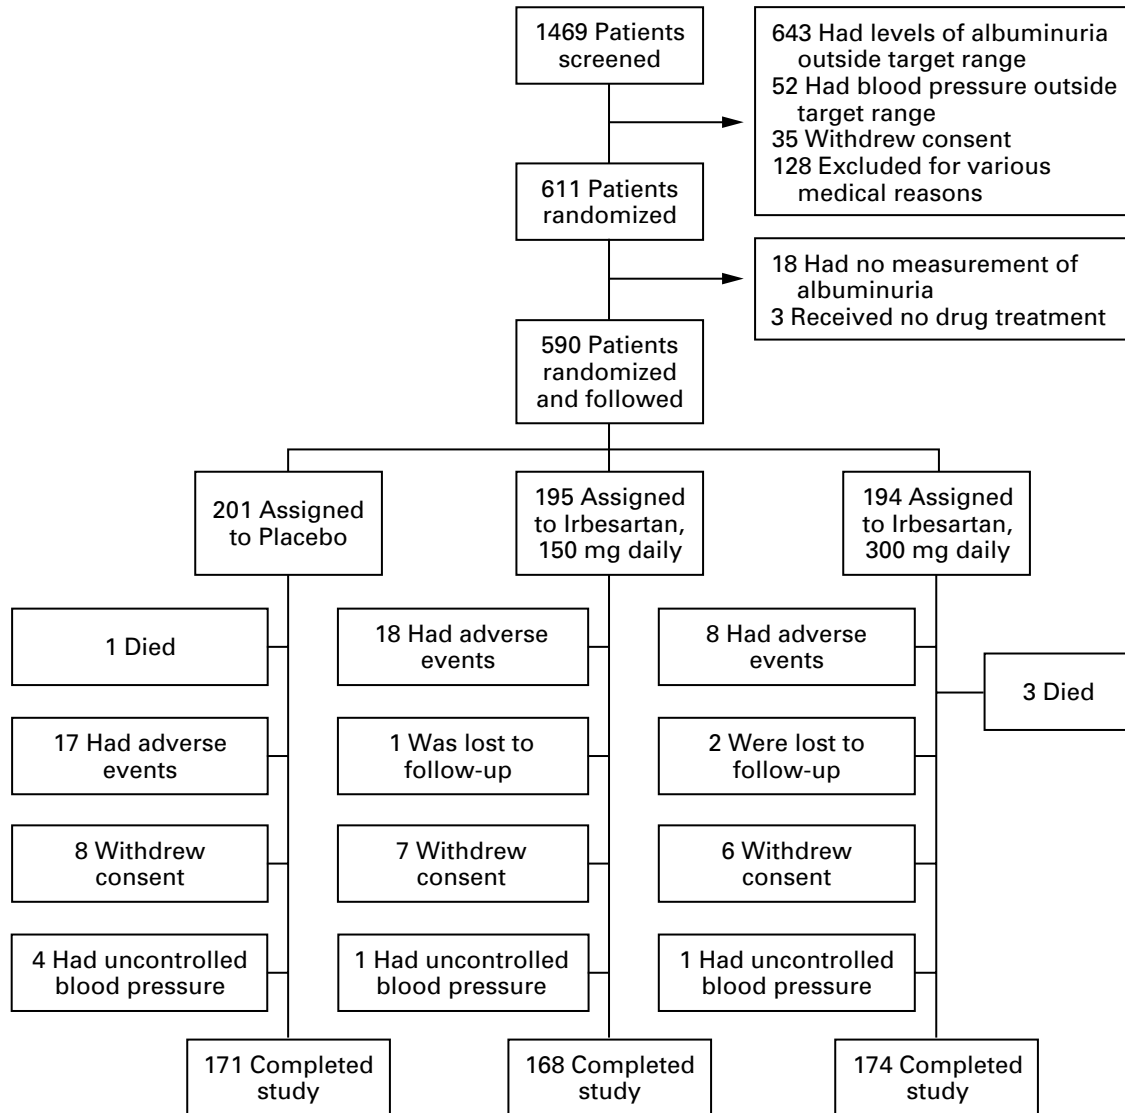 1469 Patients
screened
643 Had levels of albuminuria
outside target range
52 Had blood pressure outside
target range
35 Withdrew consent
128 Excluded for various
medical reasons
611 Patients
randomized
18 Had no measurement of
albuminuria
3 Received no drug treatment
590 Patients
randomized
and followed
201 Assigned
to Placebo
195 Assigned
to Irbesartan,
150 mg daily
194 Assigned
to Irbesartan,
300 mg daily
1 Died
18 Had adverse
events
8 Had adverse
events
3 Died
17 Had adverse
events
1 Was lost to
follow-up
2 Were lost to
follow-up
8 Withdrew
consent
7 Withdrew
consent
6 Withdrew
consent
4 Had uncontrolled
blood pressure
1 Had uncontrolled
blood pressure
1 Had uncontrolled
blood pressure
171 Completed
study
168 Completed
study
174 Completed
study